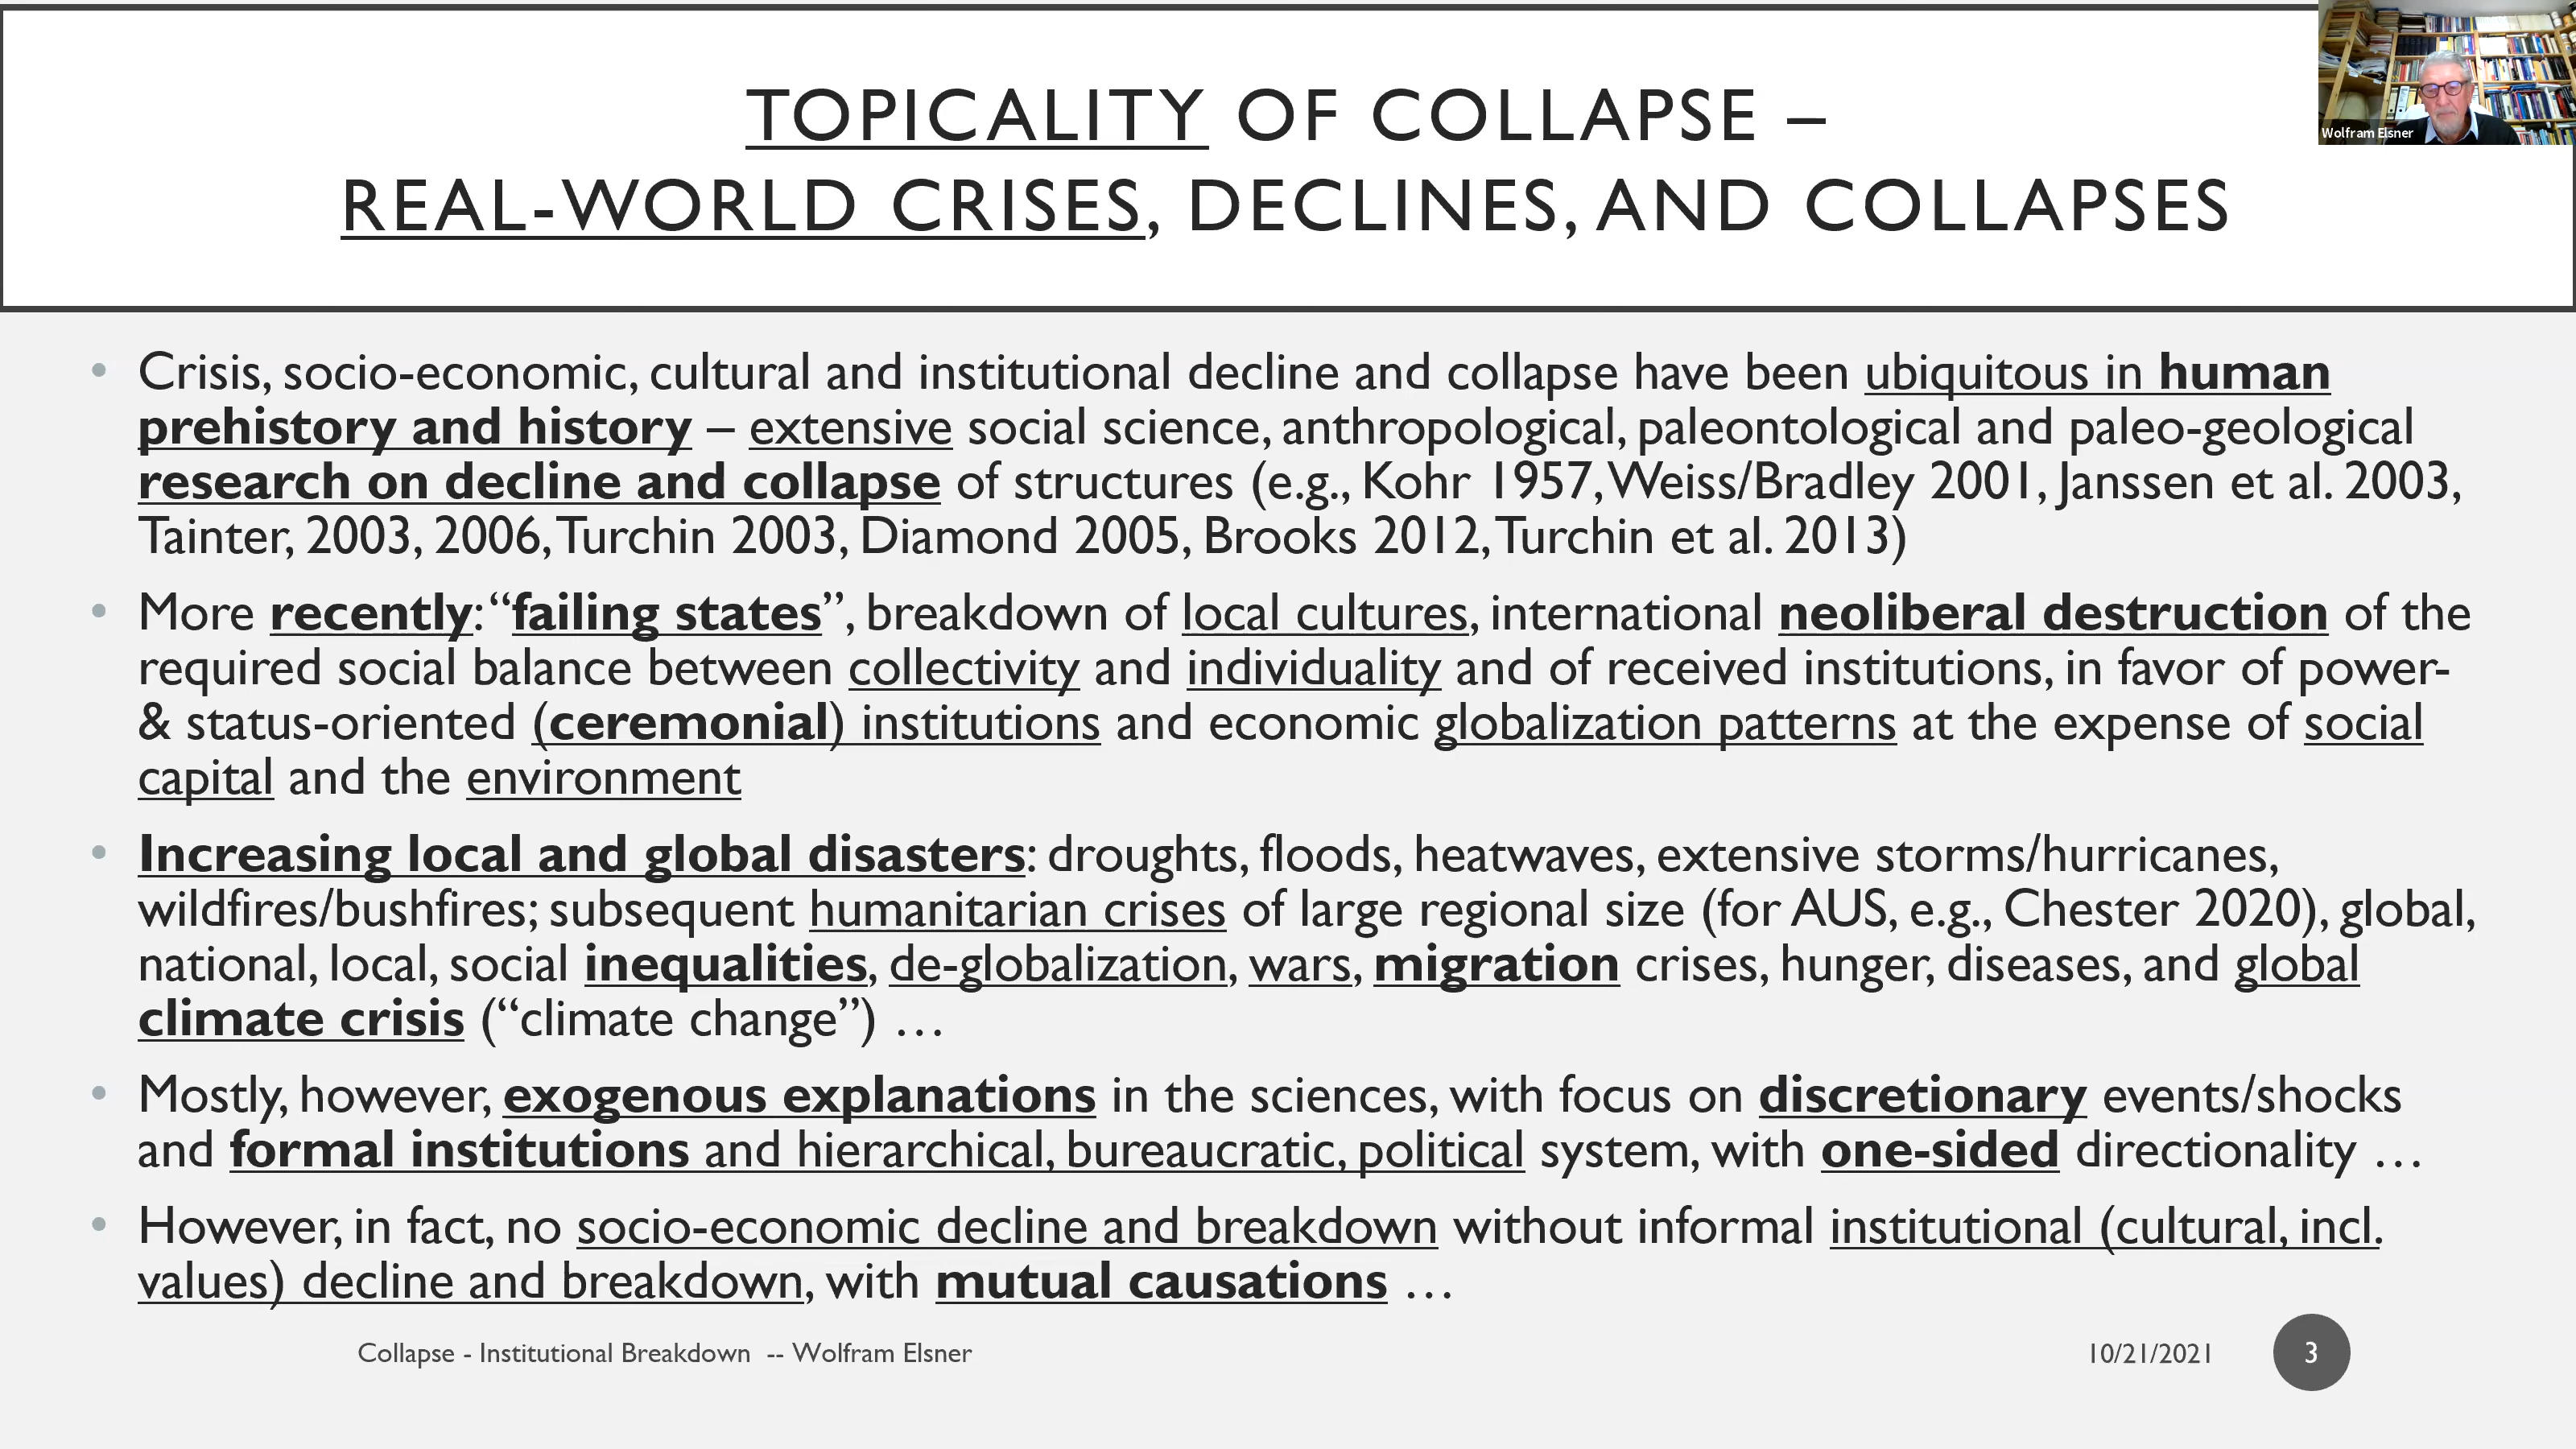 TOPICALITY OF COLLAPSE –
REAL-WORLD CRISES, DECLINES, AND COLLAPSES
Wolfram Elsner
• Crisis, socio-economic, cultural and institutional decline and collapse have been ubiquitous in human
prehistory and history – extensive social science, anthropological, paleontological and paleo-geological
research on decline and collapse of structures (e.g., Kohr 1957, Weiss/Bradley 2001, Janssen et al. 2003,
Tainter, 2003, 2006, Turchin 2003, Diamond 2005, Brooks 2012, Turchin et al. 2013)
• More recently: “failing states”, breakdown of local cultures, international neoliberal destruction of the
required social balance between collectivity and individuality and of received institutions, in favor of power-
& status-oriented (ceremonial) institutions and economic globalization patterns at the expense of social
capital and the environment
• Increasing local and global disasters: droughts, floods, heatwaves, extensive storms/hurricanes,
wildfires/bushfires; subsequent humanitarian crises of large regional size (for AUS, e.g., Chester 2020), global,
national, local, social inequalities, de-globalization, wars, migration crises, hunger, diseases, and global
climate crisis (“climate change”) …
• Mostly, however, exogenous explanations in the sciences, with focus on discretionary events/shocks
and formal institutions and hierarchical, bureaucratic, political system, with one-sided directionality …
• However, in fact, no socio-economic decline and breakdown without informal institutional (cultural, incl.
values) decline and breakdown, with mutual causations …
Collapse - Institutional Breakdown -- Wolfram Elsner
10/21/2021
3